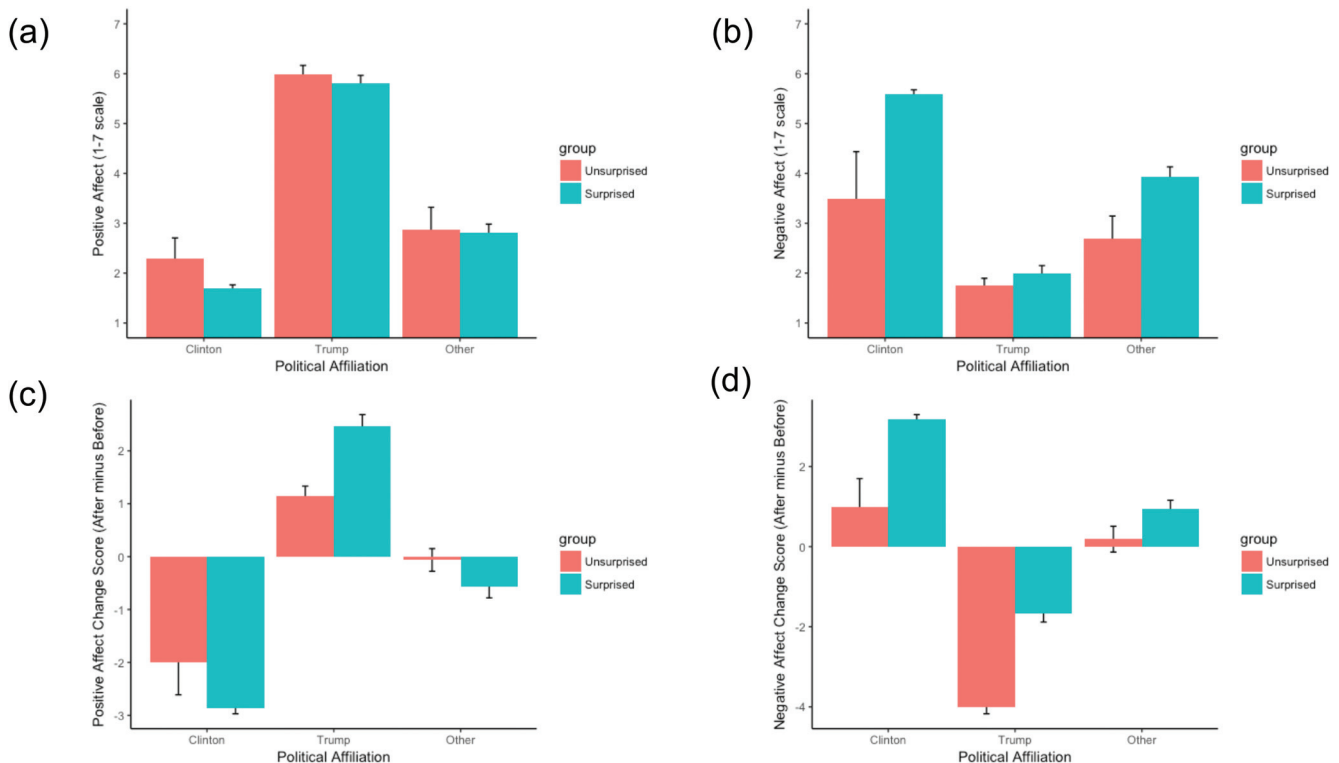 (a)
Positive Affect (1-7 scale)
7
6
5
4
3
2
1
Clinton
Trump
Other
Political Affiliation
group
Unsurprised
Surprised
(b)
Negative Affect (1-7 scale)
7
6
5
4
3
2
1
Clinton
Trump
Other
Political Affiliation
group
Unsurprised
Surprised
(c)
Positive Affect Change Score (After minus Before)
2
1
0
-1
-2
-3
Clinton
Trump
Other
Political Affiliation
group
Unsurprised
Surprised
(d)
Negative Affect Change Score (After minus Before)
2
0
-2
-4
Clinton
Trump
Other
Political Affiliation
group
Unsurprised
Surprised